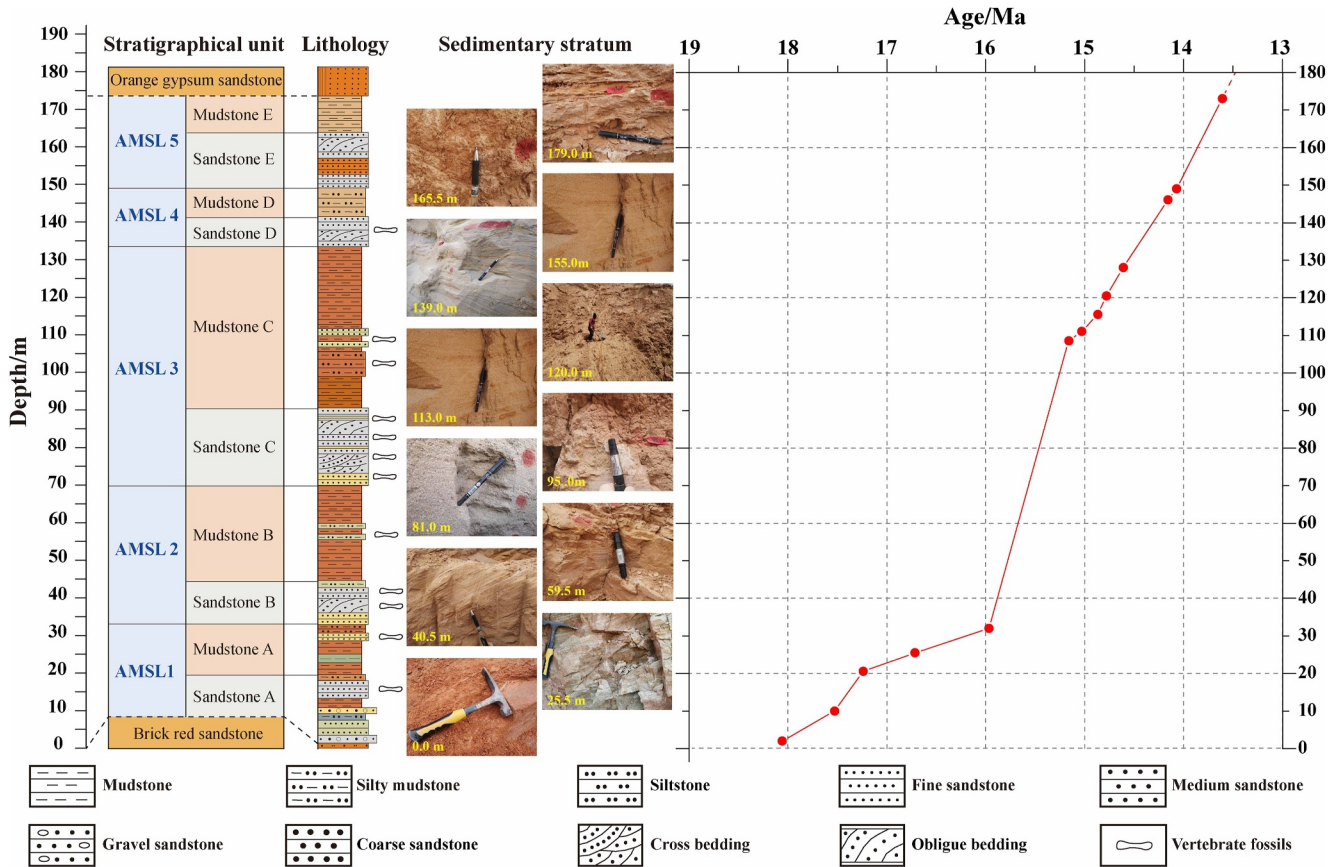 Age/Ma
Stratigraphical unit
Lithology
Sedimentary stratum
19
18
17
16
15
14
13
Depth/m
190
180
170
160
150
140
130
120
110
100
90
80
70
60
50
40
30
20
10
0
Orange gypsum sandstone
AMSL 5
Mudstone E
Sandstone E
AMSL 4
Mudstone D
Sandstone D
AMSL 3
Mudstone C
Sandstone C
AMSL 2
Mudstone B
Sandstone B
AMSL1
Mudstone A
Sandstone A
Brick red sandstone
179.0 m
165.5 m
155.0m
139.0 m
120.0m
113.0 m
95 .0m
81.0 m
59.5 m
40.5 m
25.5 m
0.0 m
180
170
160
150
140
130
120
110
100
90
80
70
60
50
40
30
20
10
0
Mudstone
Silty mudstone
Siltstone
Fine sandstone
Medium sandstone
Gravel sandstone
Coarse sandstone
Cross bedding
Obligue bedding
Vertebrate fossils